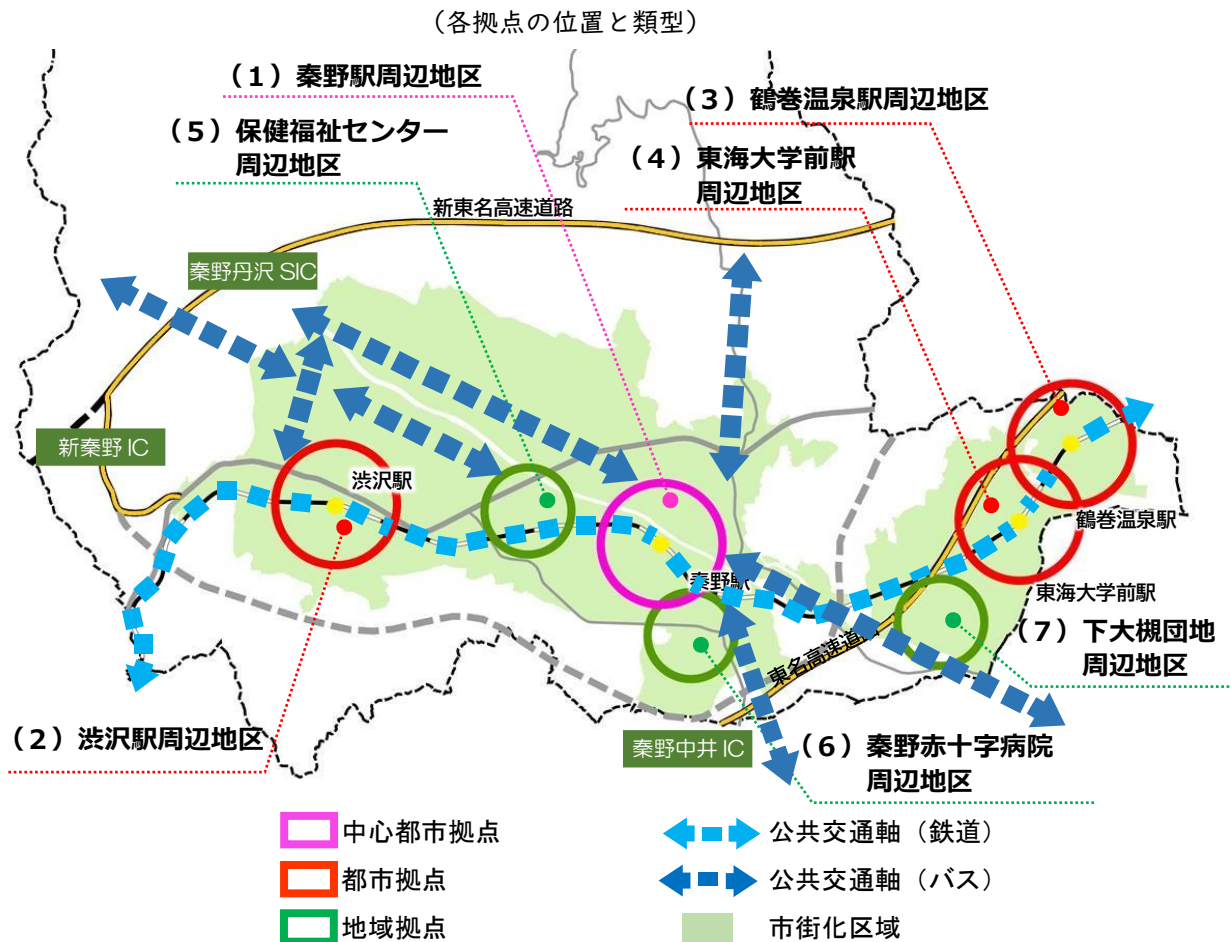 （各拠点の位置と類型）
（１）秦野駅周辺地区
（３）鶴巻温泉駅周辺地区
（５）保健福祉センター
周辺地区
（４）東海大学前駅
周辺地区
新東名高速道路
秦野丹沢 SIC
新秦野 IC
渋沢駅
鶴巻温泉駅
秦野駅
東海大学前駅
（７）下大槻団地
周辺地区
東名高速道
（２）渋沢駅周辺地区
秦野中井 IC
（６）秦野赤十字病院
周辺地区
中心都市拠点
公共交通軸（鉄道）
都市拠点
公共交通軸（バス）
地域拠点
市街化区域